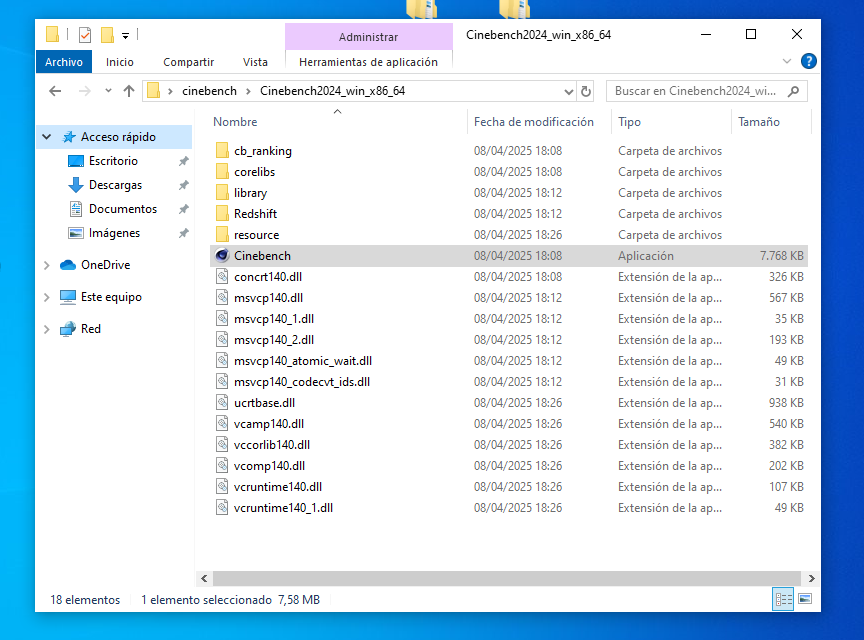 Administrar
Cinebench2024_win_x86_64
Archivo Inicio Compartir Vista Herramientas de aplicación
cinebench Cinebench2024_win_x86_64
Buscar en Cinebench2024_wi...
Nombre Fecha de modificación Tipo Tamaño
Acceso rápido
Escritorio
Descargas
Documentos
Imágenes
OneDrive
Este equipo
Red
cb_ranking 08/04/2025 18:08 Carpeta de archivos
corelibs 08/04/2025 18:08 Carpeta de archivos
library 08/04/2025 18:12 Carpeta de archivos
Redshift 08/04/2025 18:12 Carpeta de archivos
resource 08/04/2025 18:26 Carpeta de archivos
Cinebench 08/04/2025 18:08 Aplicación 7.768 KB
concrt140.dll 08/04/2025 18:08 Extensión de la ap... 326 KB
msvcp140.dll 08/04/2025 18:12 Extensión de la ap... 567 KB
msvcp140_1.dll 08/04/2025 18:12 Extensión de la ap... 35 KB
msvcp140_2.dll 08/04/2025 18:12 Extensión de la ap... 193 KB
msvcp140_atomic_wait.dll 08/04/2025 18:12 Extensión de la ap... 49 KB
msvcp140_codecvt_ids.dll 08/04/2025 18:12 Extensión de la ap... 31 KB
ucrtbase.dll 08/04/2025 18:26 Extensión de la ap... 938 KB
vcamp140.dll 08/04/2025 18:26 Extensión de la ap... 540 KB
vccorlib140.dll 08/04/2025 18:26 Extensión de la ap... 382 KB
vcomp140.dll 08/04/2025 18:26 Extensión de la ap... 202 KB
vcruntime140.dll 08/04/2025 18:26 Extensión de la ap... 107 KB
vcruntime140_1.dll 08/04/2025 18:26 Extensión de la ap... 49 KB
18 elementos 1 elemento seleccionado 7,58 MB